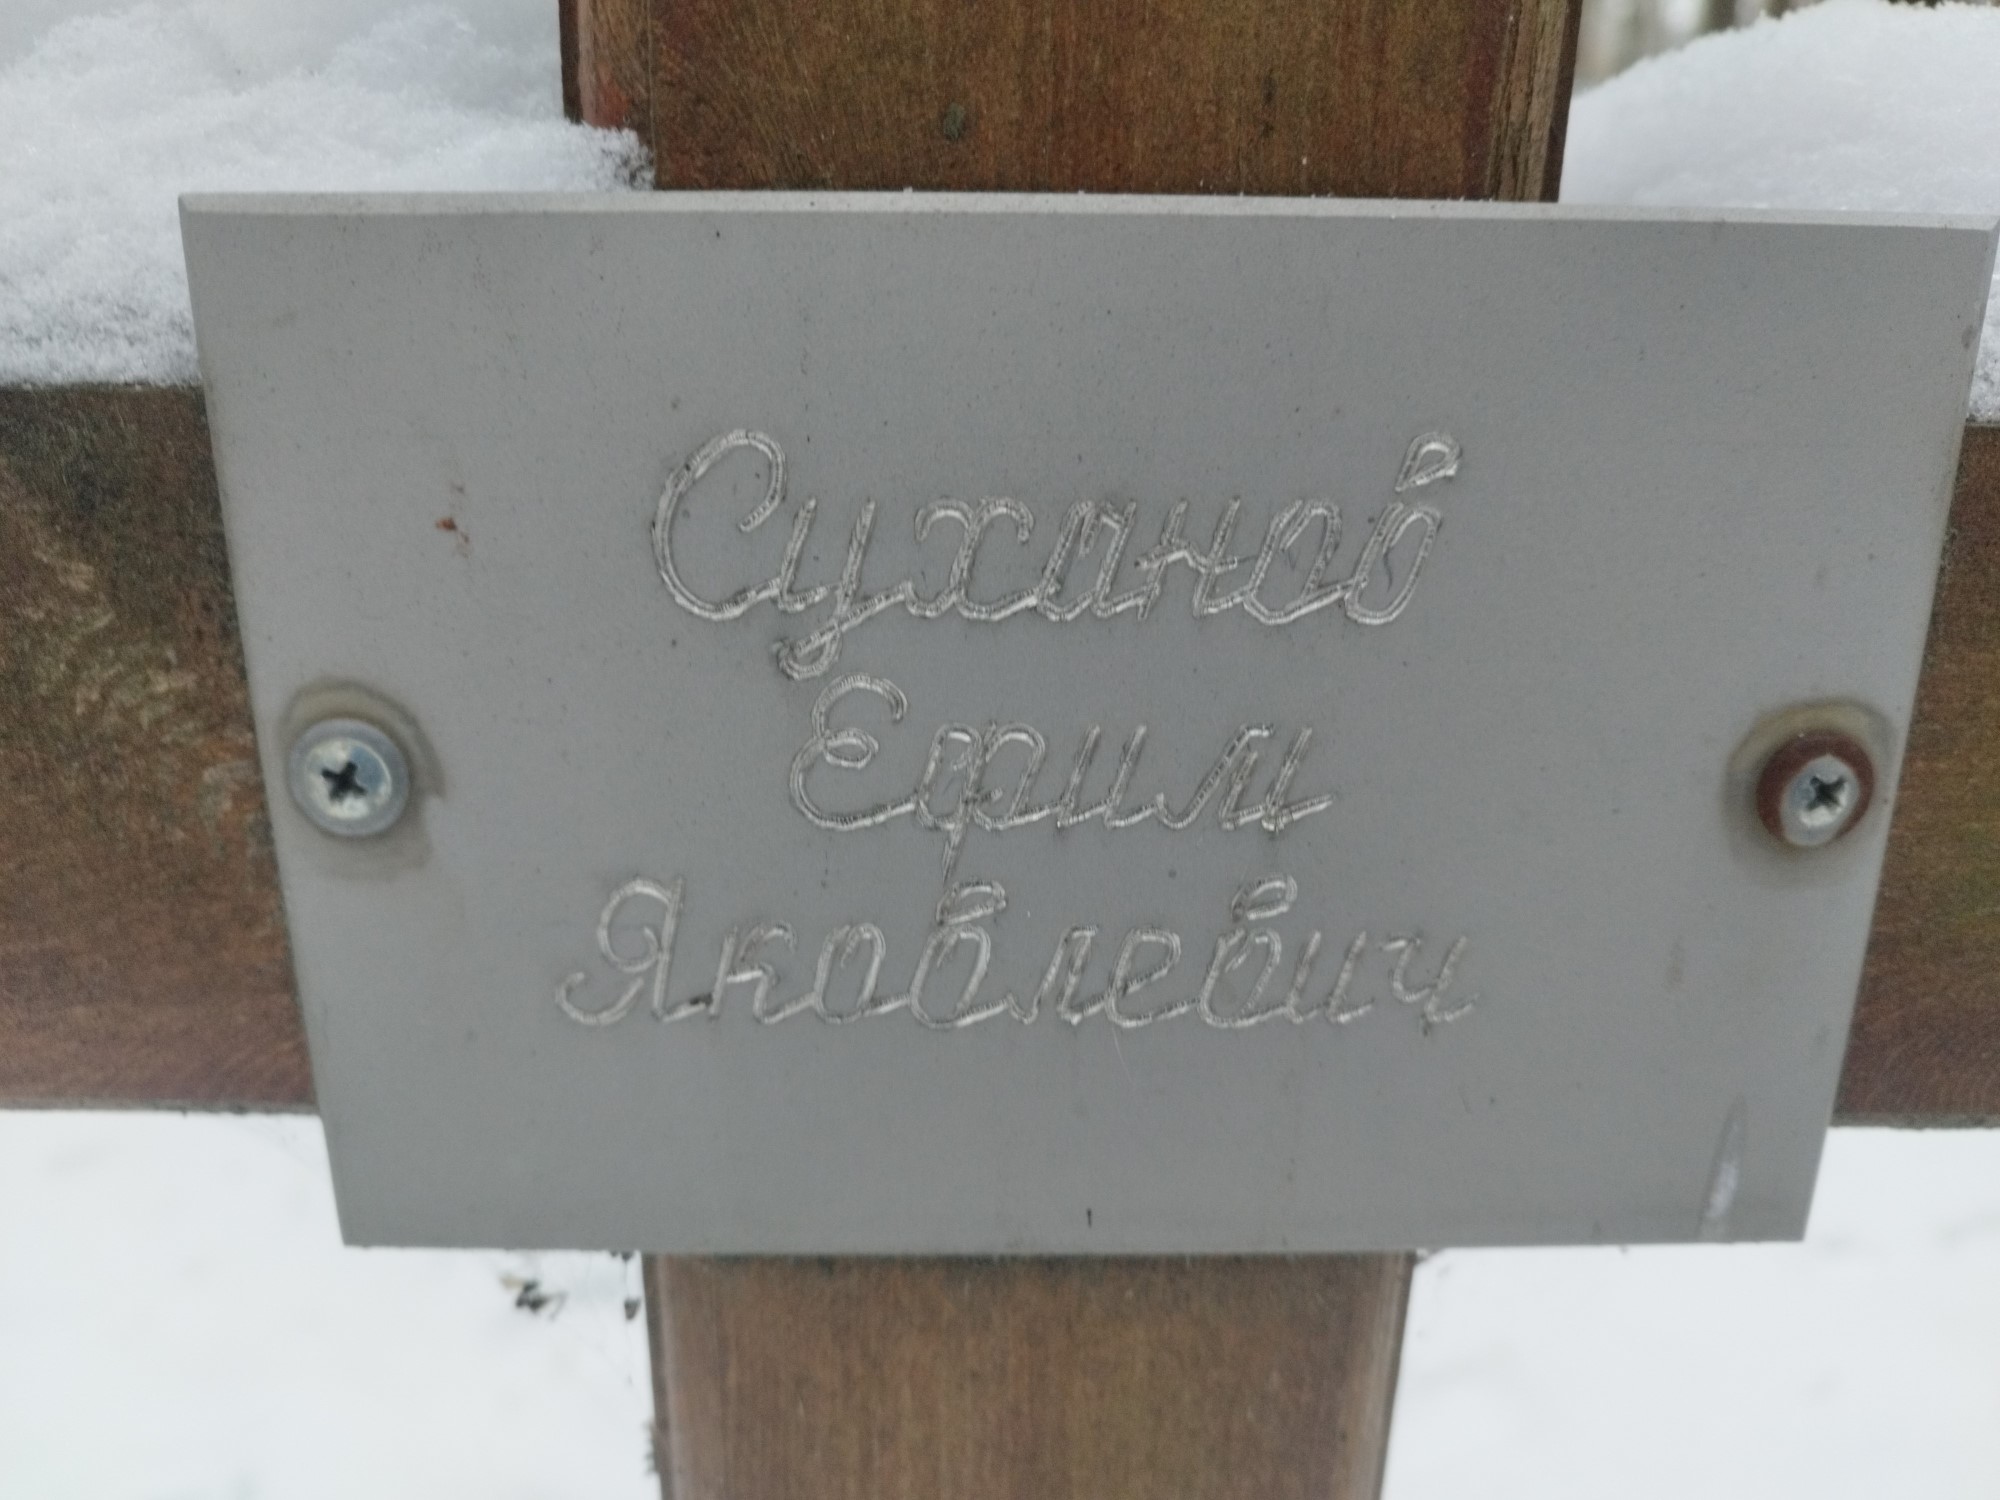 Суханов
Ефим
Яковлевич